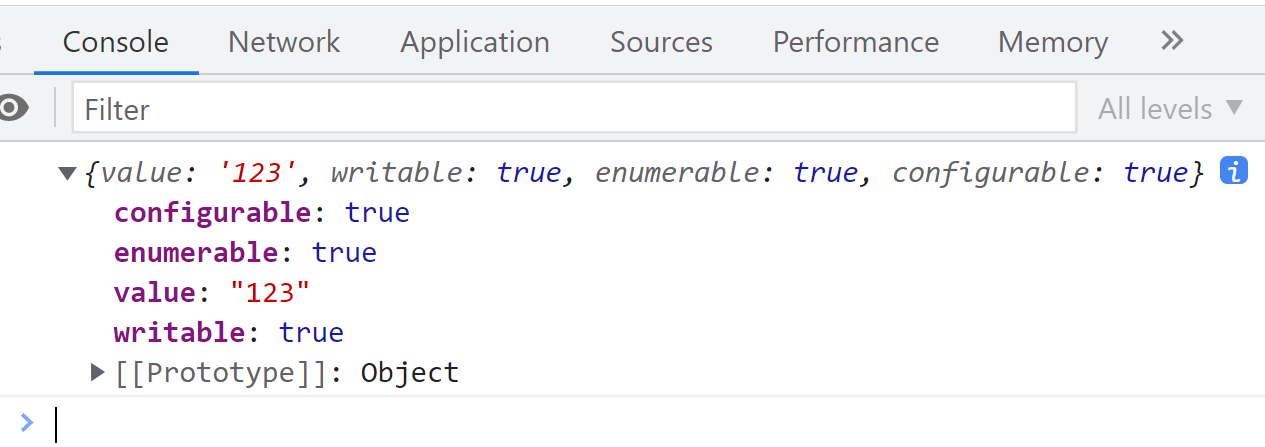 Console Network Application Sources Performance Memory
Filter All levels ▼
▼{value: '123', writable: true, enumerable: true, configurable: true} i
configurable: true
enumerable: true
value: "123"
writable: true
▶[[Prototype]]: Object
>